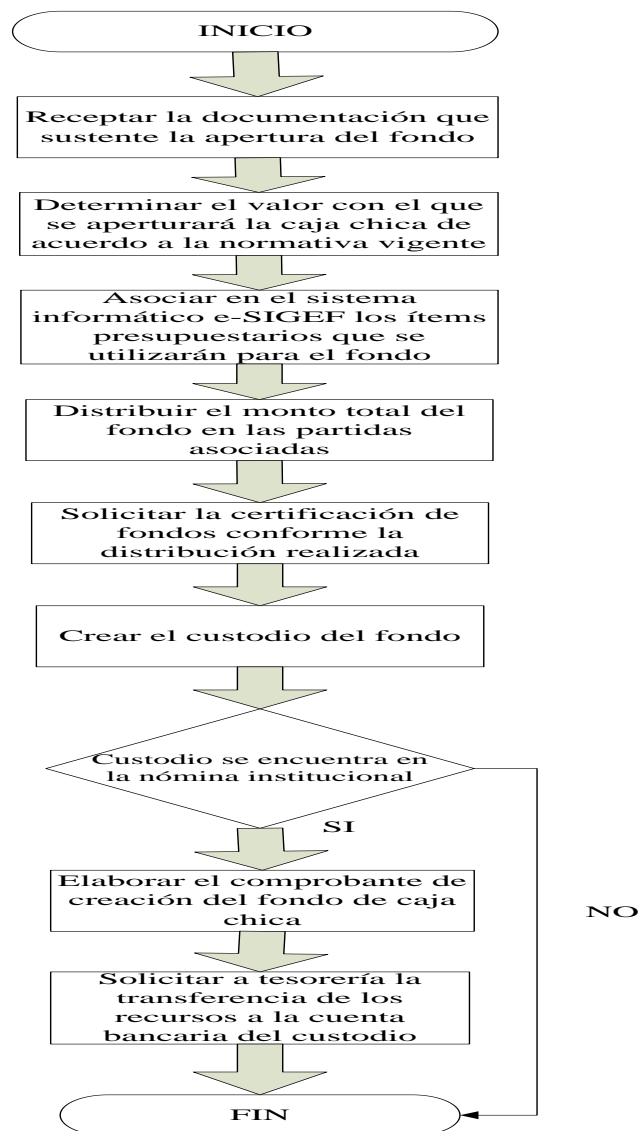 INICIO
Receptar la documentación que
sustente la apertura del fondo
Determinar el valor con el que
se aperturará la caja chica de
acuerdo a la normativa vigente
Asociar en el sistema
informático e-SIGEF los ítems
presupuestarios que se
utilizarán para el fondo
Distribuir el monto total del
fondo en las partidas
asociadas
Solicitar la certificación de
fondos conforme la
distribución realizada
Crear el custodio del fondo
Custodio se encuentra en
la nómina institucional
SI
Elaborar el comprobante de
creación del fondo de caja
chica
NO
Solicitar a tesorería la
transferencia de los
recursos a la cuenta
bancaria del custodio
FIN